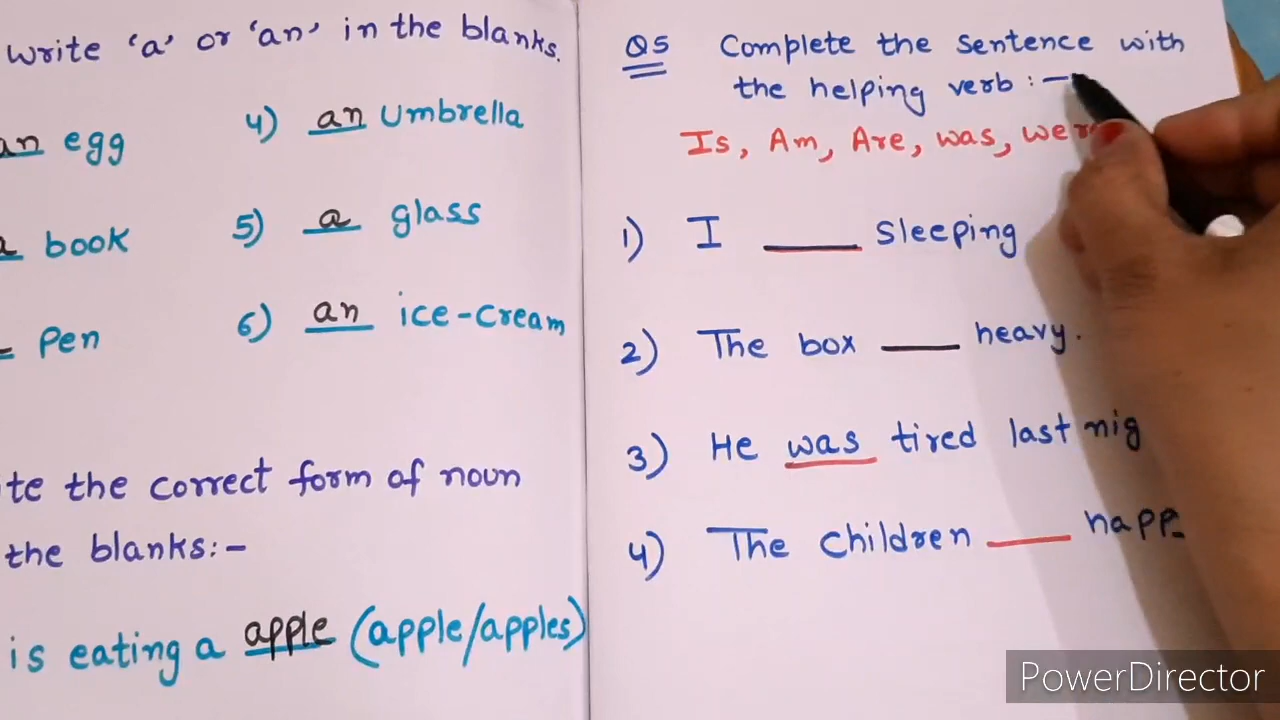 Write 'a' or 'an' in the blanks.
an egg
4) an umbrella
a book
5) a glass
Pen
6) an ice-cream
the correct form of noun
the blanks:-
is eating a apple (apple/apples)
Q5 Complete the sentence with
the helping verb :-
Is, Am, Are, was, wer
1) I ____ sleeping
2) The box ____ heavy.
3) He was tired last nig
4) The children ____ happ
PowerDirector